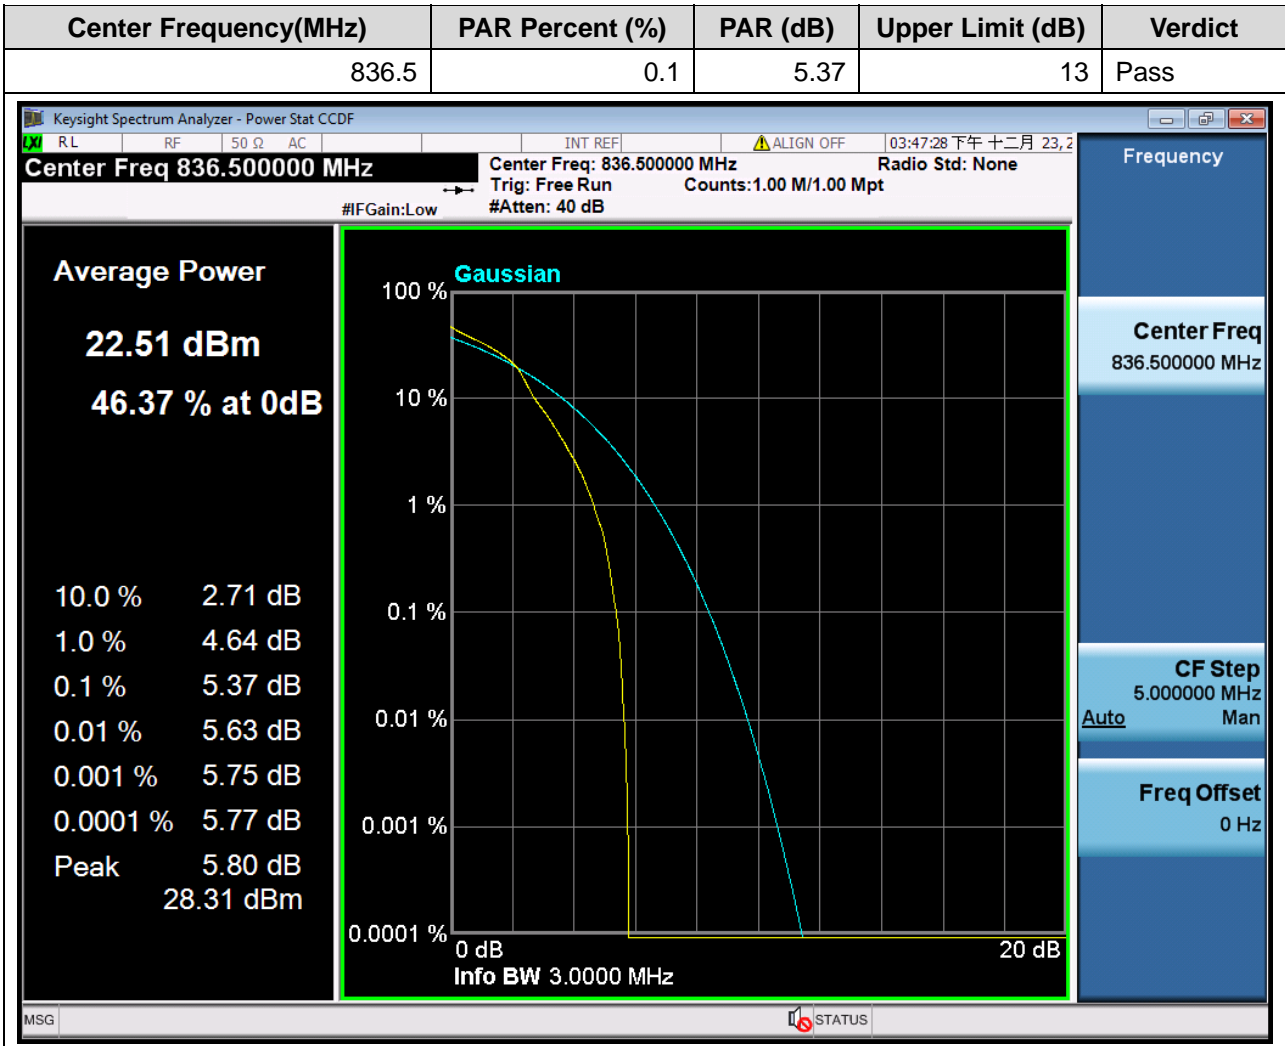 Center Frequency(MHz) PAR Percent (%) PAR (dB) Upper Limit (dB) Verdict
836.5 0.1 5.37 13 Pass
Keysight Spectrum Analyzer - Power Stat CCDF
LXI RL RF 50 Ω AC INT REF ALIGN OFF 03:47:28 下午 十二月 23, 2
Center Freq 836.500000 MHz
Center Freq: 836.500000 MHz Radio Std: None
Trig: Free Run Counts:1.00 M/1.00 Mpt
#IFGain:Low #Atten: 40 dB
Average Power
22.51 dBm
46.37 % at 0dB
10.0 % 2.71 dB
1.0 % 4.64 dB
0.1 % 5.37 dB
0.01 % 5.63 dB
0.001 % 5.75 dB
0.0001 % 5.77 dB
Peak 5.80 dB
28.31 dBm
Gaussian
100 %
10 %
1 %
0.1 %
0.01 %
0.001 %
0.0001 %
0 dB 20 dB
Info BW 3.0000 MHz
Frequency
Center Freq
836.500000 MHz
CF Step
5.000000 MHz
Auto Man
Freq Offset
0 Hz
MSG STATUS